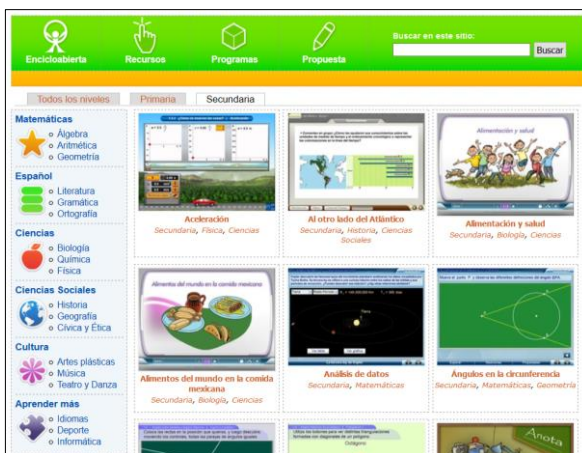 Encicloabierta
Recursos
Programas
Propuesta
Buscar en este sitio:
Buscar
Todos los niveles
Primaria
Secundaria
Matemáticas
Álgebra
Aritmética
Geometría
Español
Literatura
Gramática
Ortografía
Ciencias
Biología
Química
Física
Ciencias Sociales
Historia
Geografía
Cívica y Ética
Cultura
Artes plásticas
Música
Teatro y Danza
Aprender más
Idiomas
Deporte
Informática
Aceleración
Secundaria, Física, Ciencias
Al otro lado del Atlántico
Secundaria, Historia, Ciencias
Sociales
Alimentación y salud
Alimentación y salud
Secundaria, Biología, Ciencias
Alimentos del mundo en la comida mexicana
Alimentos del mundo en la comida
mexicana
Secundaria, Biología, Ciencias
Análisis de datos
Secundaria, Matemáticas
Ángulos en la circunferencia
Secundaria, Matemáticas, Geometría
Octágono
Anota